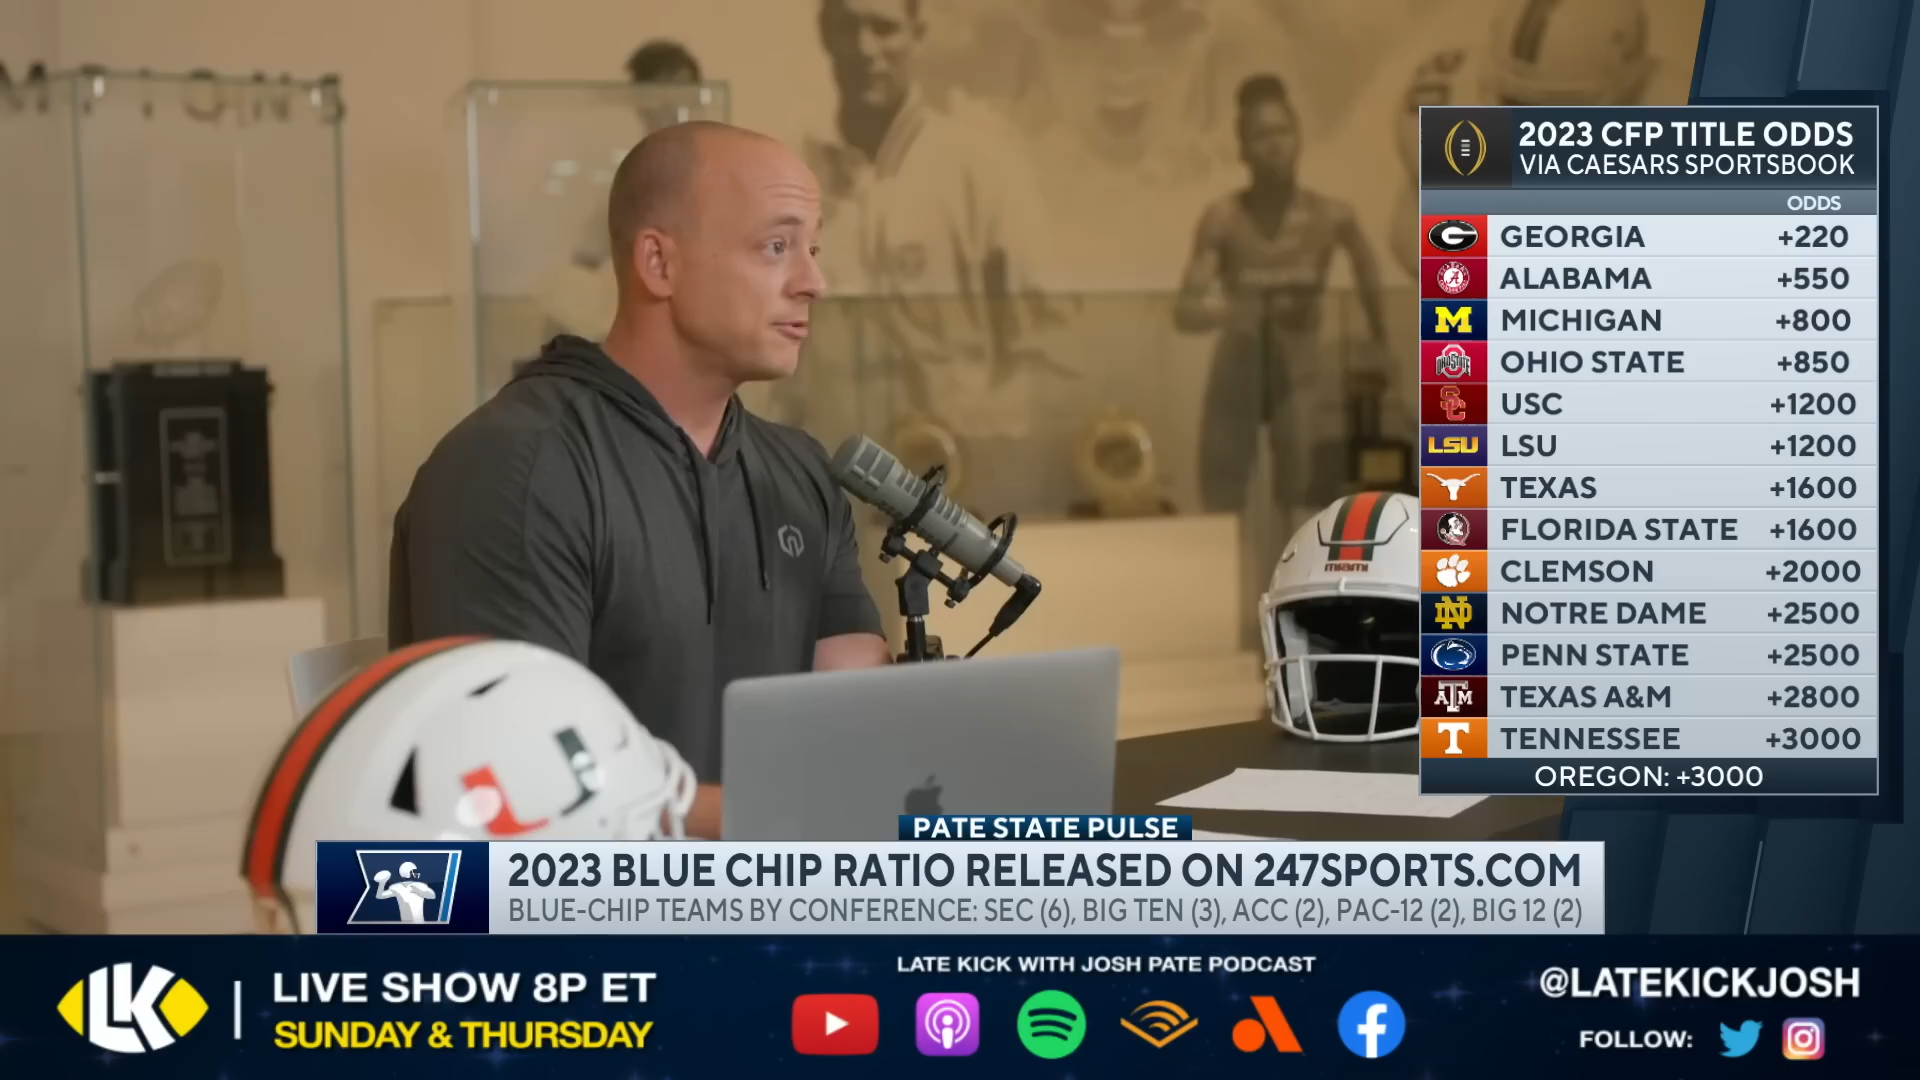 MPIONS
2023 CFP TITLE ODDS
VIA CAESARS SPORTSBOOK
ODDS
GEORGIA +220
ALABAMA +550
MICHIGAN +800
OHIO STATE +850
USC +1200
LSU LSU +1200
TEXAS +1600
FLORIDA STATE +1600
CLEMSON +2000
NOTRE DAME +2500
PENN STATE +2500
TEXAS A&M +2800
TENNESSEE +3000
OREGON: +3000
MIAMI
PATE STATE PULSE
2023 BLUE CHIP RATIO RELEASED ON 247SPORTS.COM
BLUE-CHIP TEAMS BY CONFERENCE: SEC (6), BIG TEN (3), ACC (2), PAC-12 (2), BIG 12 (2)
LK
LIVE SHOW 8P ET
SUNDAY & THURSDAY
LATE KICK WITH JOSH PATE PODCAST
@LATEKICKJOSH
FOLLOW: